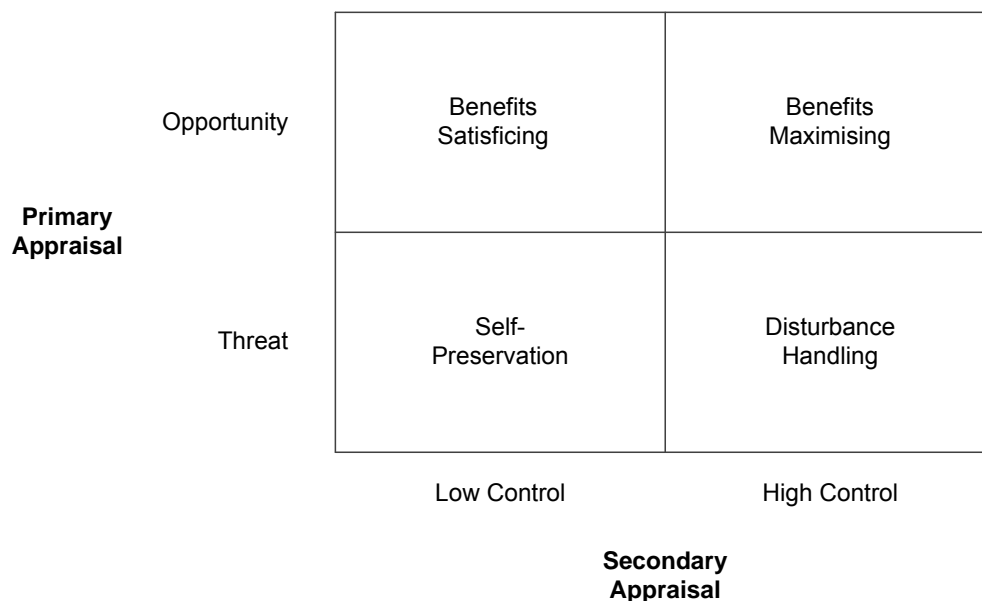 Opportunity
Benefits
Satisficing
Benefits
Maximising
Primary
Appraisal
Threat
Self-
Preservation
Disturbance
Handling
Low Control
High Control
Secondary
Appraisal